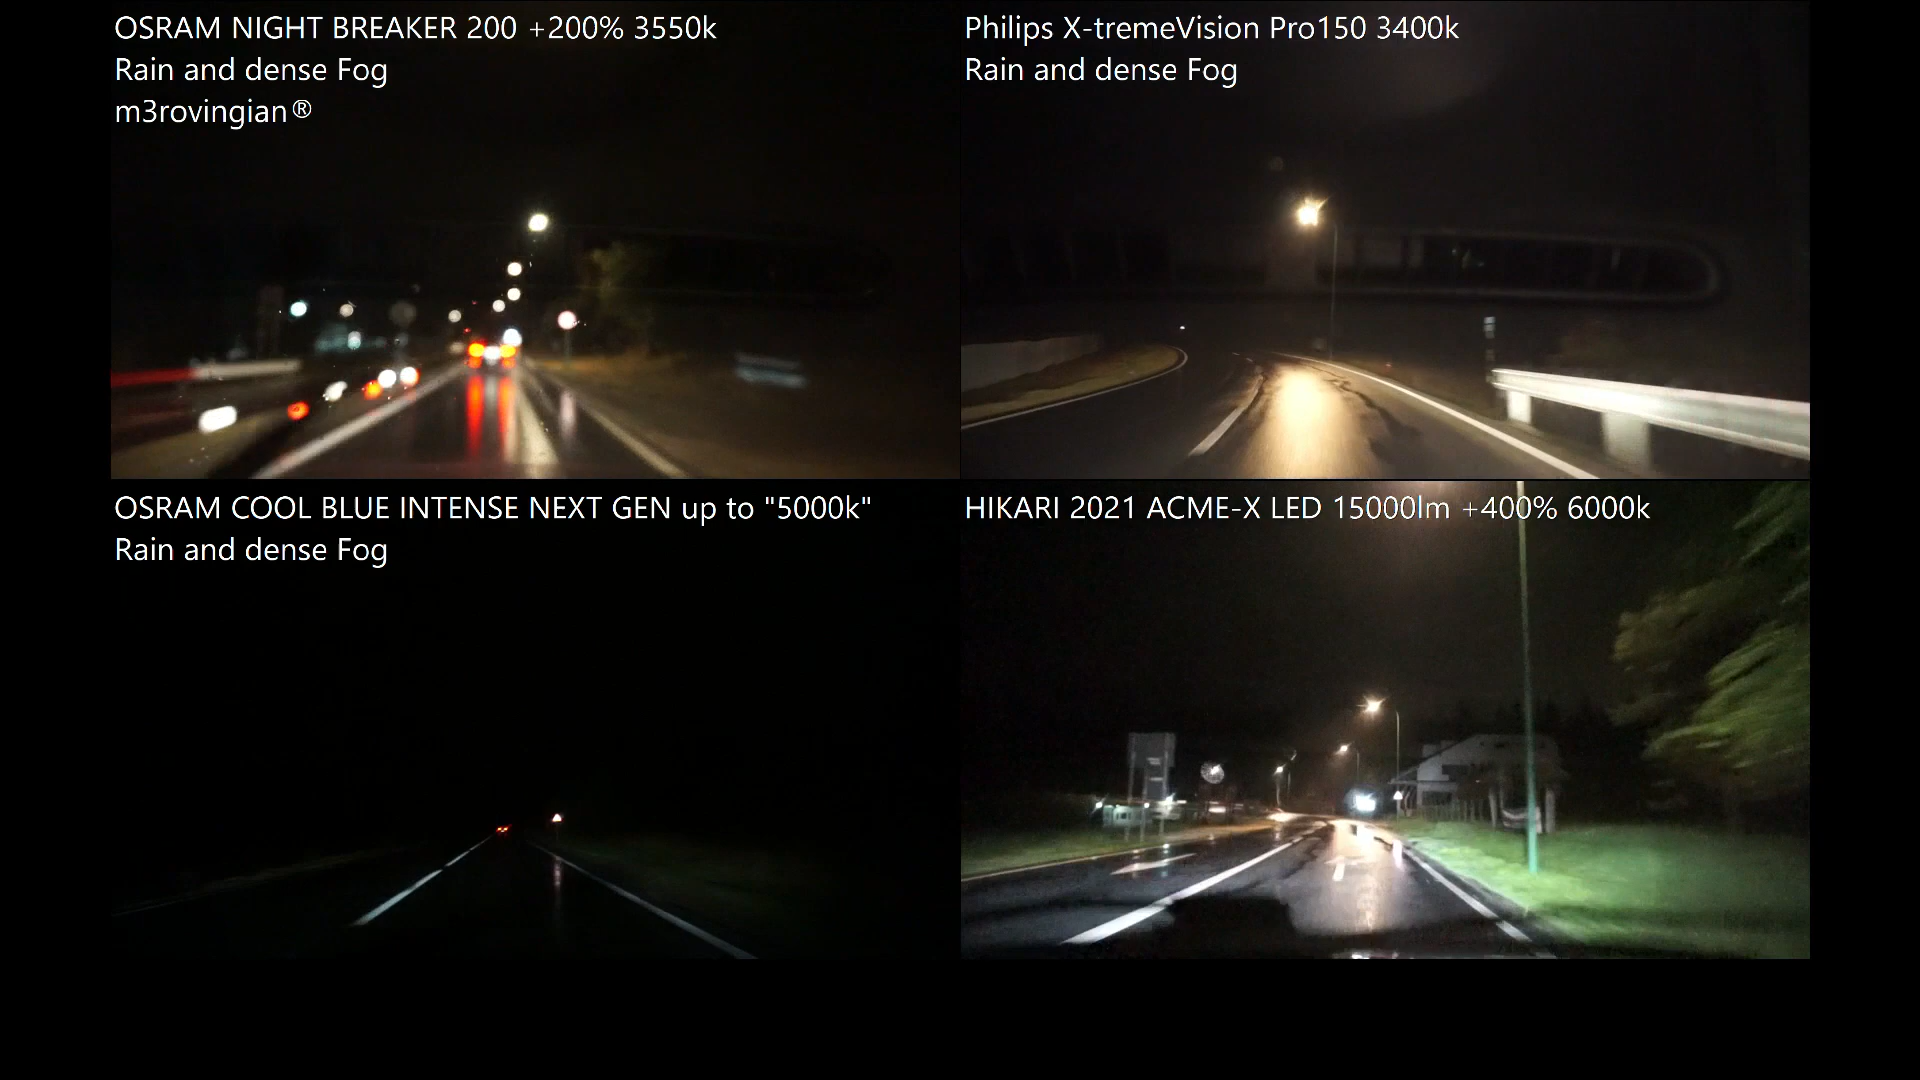 OSRAM NIGHT BREAKER 200 +200% 3550k
Rain and dense Fog
m3rovingian®
Philips X-tremeVision Pro150 3400k
Rain and dense Fog
OSRAM COOL BLUE INTENSE NEXT GEN up to "5000k"
Rain and dense Fog
HIKARI 2021 ACME-X LED 15000lm +400% 6000k